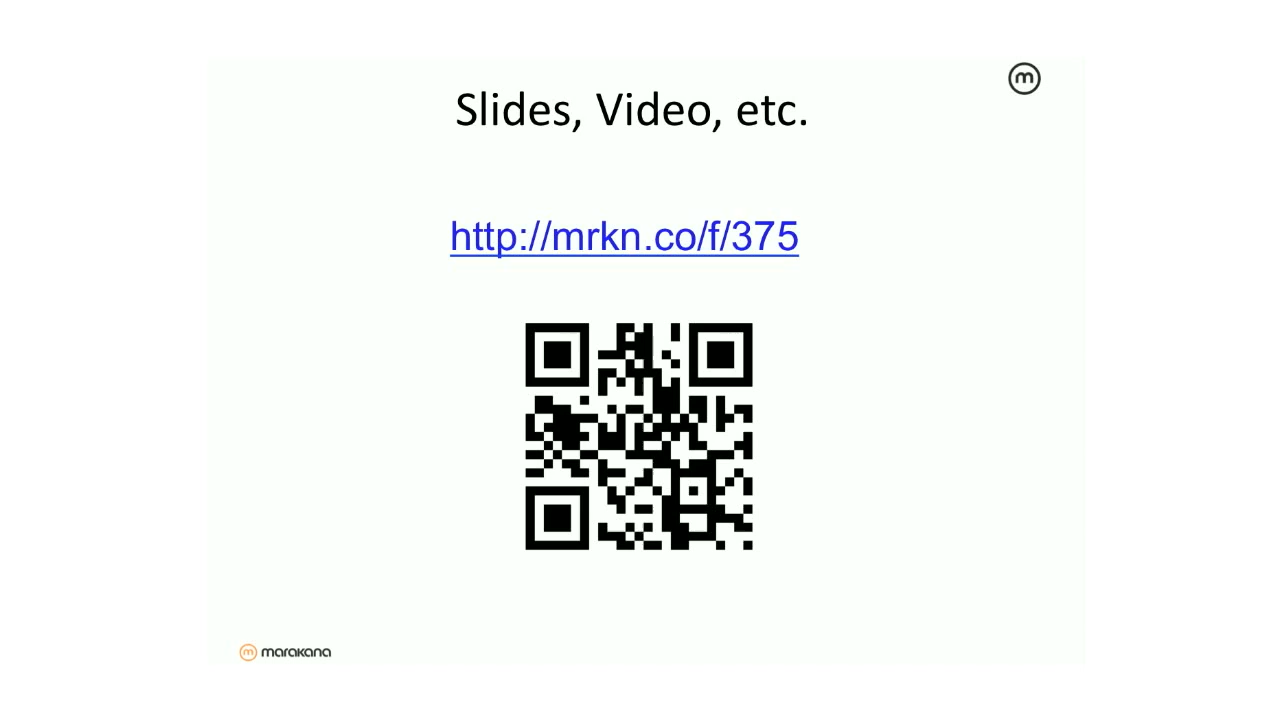 m
Slides, Video, etc.
http://mrkn.co/f/375
m marakana